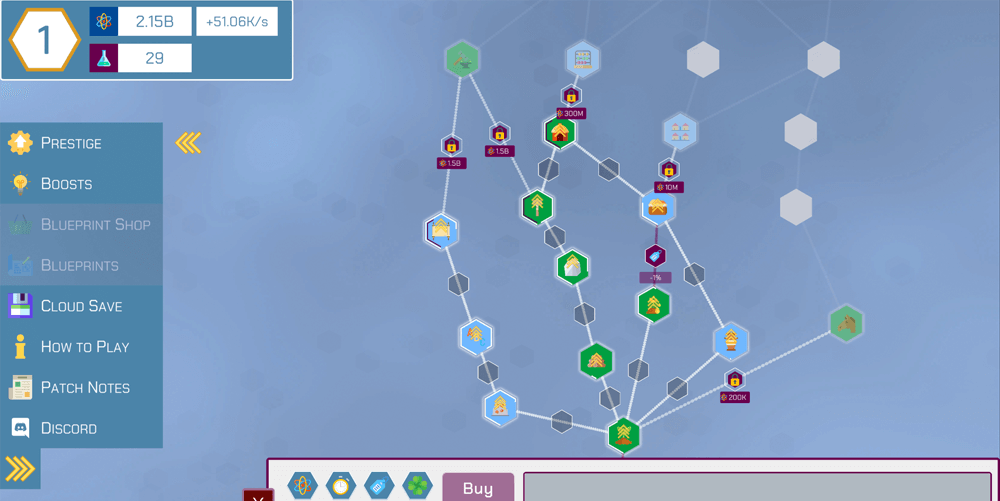 1
2.15B
+51.06K/s
29
Prestige
Boosts
Blueprint Shop
Blueprints
Cloud Save
How to Play
Patch Notes
Discord
300M
1.5B
1.5B
10M
-1%
200K
X
Buy